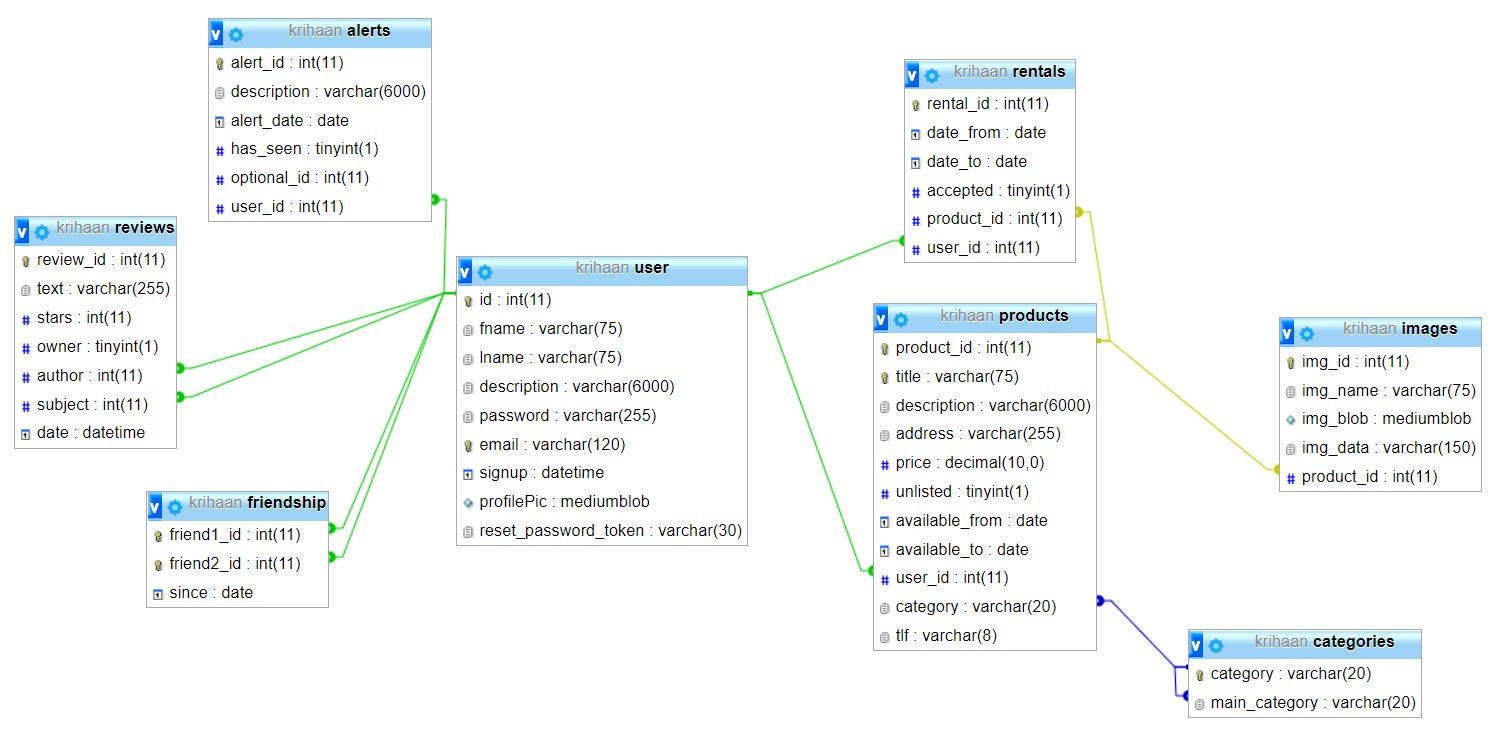 krihaan alerts
alert_id : int(11)
description : varchar(6000)
alert_date : date
has_seen : tinyint(1)
optional_id : int(11)
user_id : int(11)
krihaan reviews
review_id : int(11)
text : varchar(255)
stars : int(11)
owner : tinyint(1)
author : int(11)
subject : int(11)
date : datetime
krihaan friendship
friend1_id : int(11)
friend2_id : int(11)
since : date
krihaan user
id : int(11)
fname : varchar(75)
lname : varchar(75)
description : varchar(6000)
password : varchar(255)
email : varchar(120)
signup : datetime
profilePic : mediumblob
reset_password_token : varchar(30)
krihaan rentals
rental_id : int(11)
date_from : date
date_to : date
accepted : tinyint(1)
product_id : int(11)
user_id : int(11)
krihaan products
product_id : int(11)
title : varchar(75)
description : varchar(6000)
address : varchar(255)
price : decimal(10,0)
unlisted : tinyint(1)
available_from : date
available_to : date
user_id : int(11)
category : varchar(20)
tlf : varchar(8)
krihaan images
img_id : int(11)
img_name : varchar(75)
img_blob : mediumblob
img_data : varchar(150)
product_id : int(11)
krihaan categories
category : varchar(20)
main_category : varchar(20)